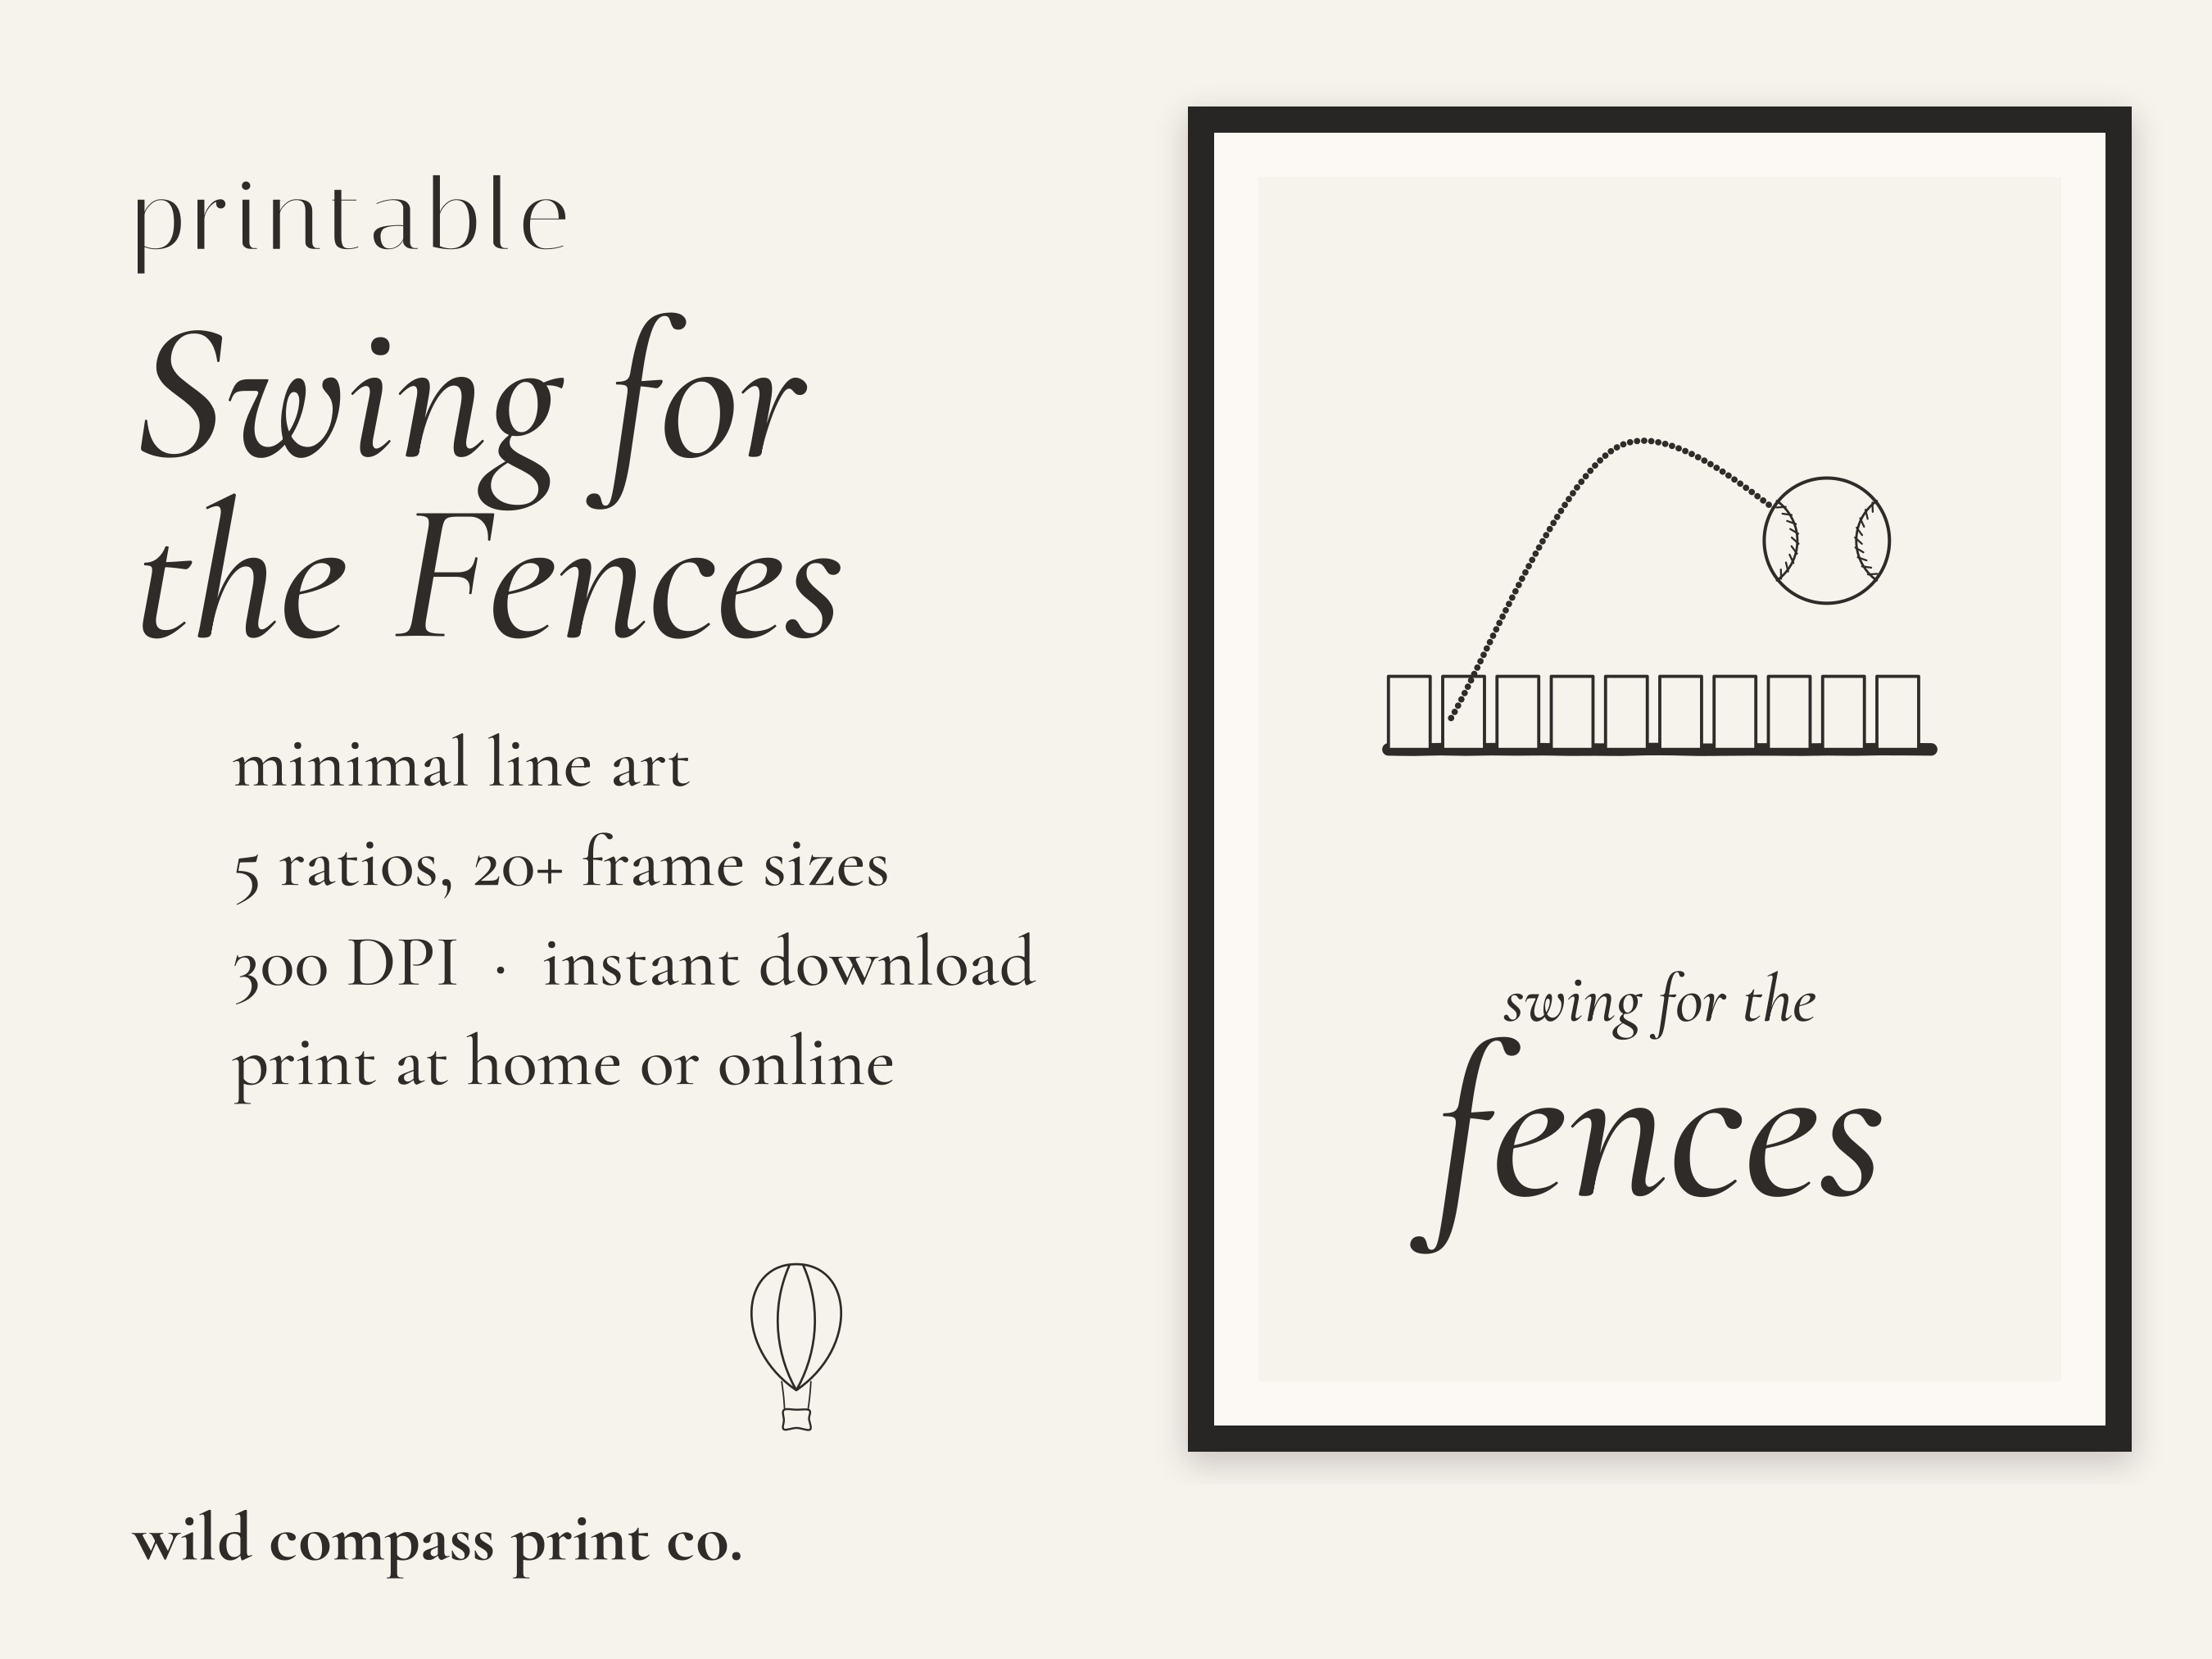 printable
Swing for
the Fences
minimal line art
5 ratios, 20+ frame sizes
300 DPI · instant download
print at home or online
wild compass print co.
swing for the
fences